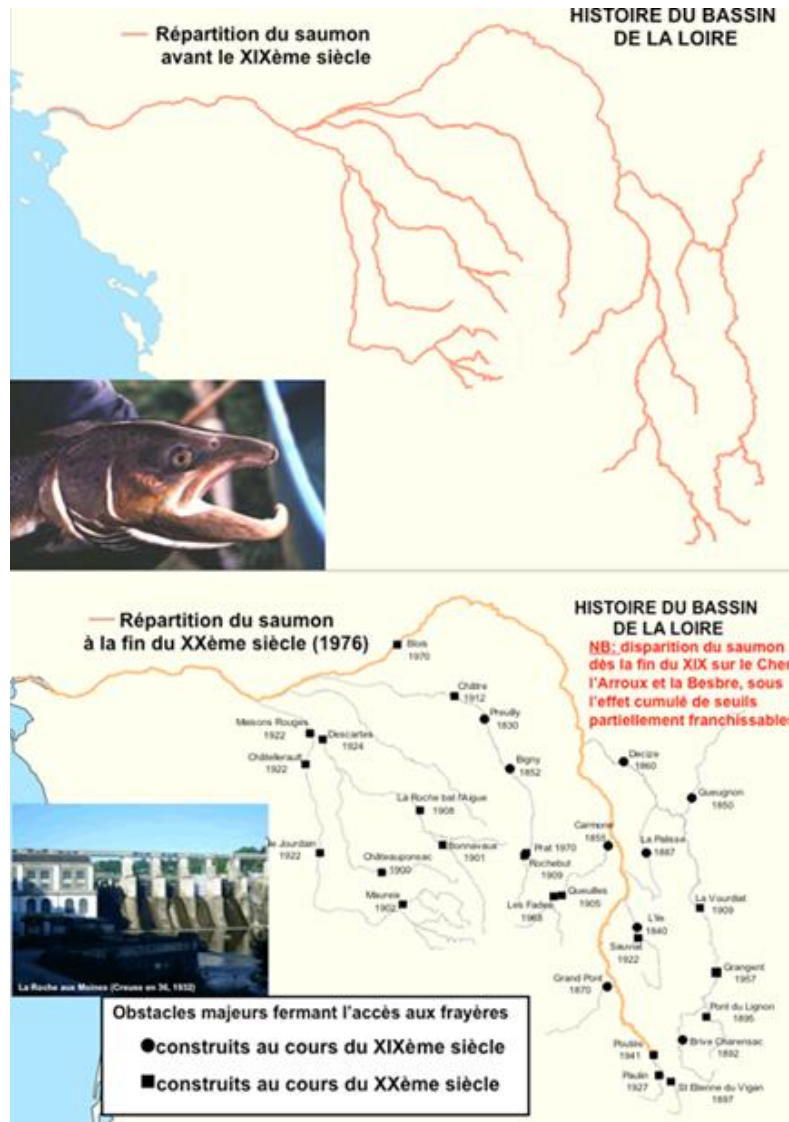 HISTOIRE DU BASSIN
DE LA LOIRE
Répartition du saumon
avant le XIXème siècle
HISTOIRE DU BASSIN
DE LA LOIRE
Répartition du saumon
à la fin du XXème siècle (1976)
NB: disparition du saumon
dès la fin du XIX sur le Cher
l'Arroux et la Besbre, sous
l'effet cumulé de seuils
partiellement franchissables
Blois
1970
Châtre
1912
Preuilly
1830
Maisons Rouges
1922
Descartes
1924
Châtellerault
1922
Bigny
1852
Decize
1860
Gueugnon
1850
La Roche bat l'Aigue
1908
Carmone
1858
La Palisse
1887
Jourdain
1922
Bonnavaux
1901
Prat 1970
Rochebut
1909
Châteauponsac
1900
Maureix
1902
Les Fades
1968
Queuilles
1905
La Vourdiat
1909
L'Ile
1840
Sauviat
1922
Grangent
1957
Grand Pont
1870
Pont du Lignon
1895
Brive Charensac
1892
Poutès
1941
Paulin
1927
St Etienne du Vigan
1897
La Roche aux Moines (Creuse en 36, 1932)
Obstacles majeurs fermant l'accès aux frayères
construits au cours du XIXème siècle
construits au cours du XXème siècle